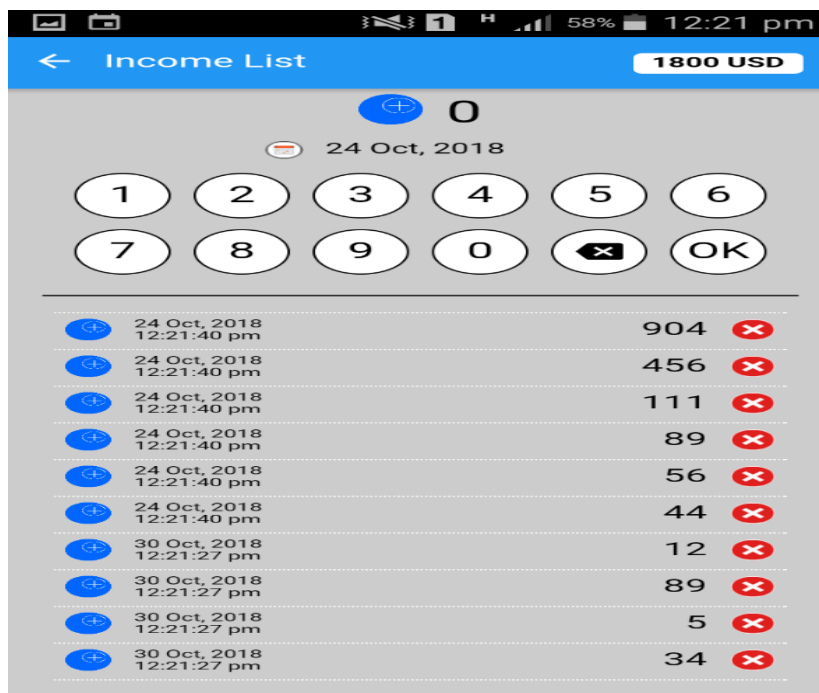 1 H 58% 12:21 pm
Income List 1800 USD
0
24 Oct, 2018
1 2 3 4 5 6
7 8 9 0 OK
24 Oct, 2018
12:21:40 pm
904
24 Oct, 2018
12:21:40 pm
456
24 Oct, 2018
12:21:40 pm
111
24 Oct, 2018
12:21:40 pm
89
24 Oct, 2018
12:21:40 pm
56
24 Oct, 2018
12:21:40 pm
44
30 Oct, 2018
12:21:27 pm
12
30 Oct, 2018
12:21:27 pm
89
30 Oct, 2018
12:21:27 pm
5
30 Oct, 2018
12:21:27 pm
34